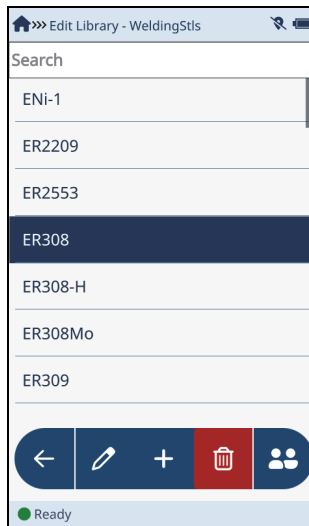 Edit Library - WeldingStls
Search
ENi-1
ER2209
ER2553
ER308
ER308-H
ER308Mo
ER309
Ready